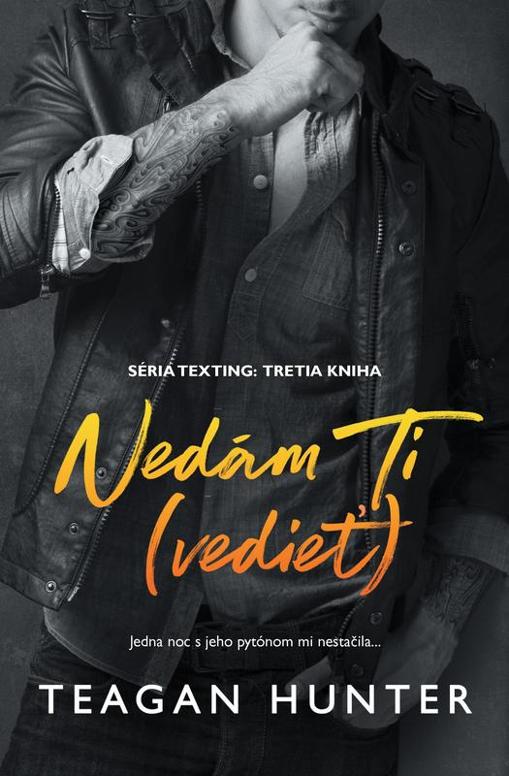 SÉRIA TEXTING: TRETIA KNIHA
Nedám Ti
(vedieť)
Jedna noc s jeho pytónom mi nestačila...
TEAGAN HUNTER